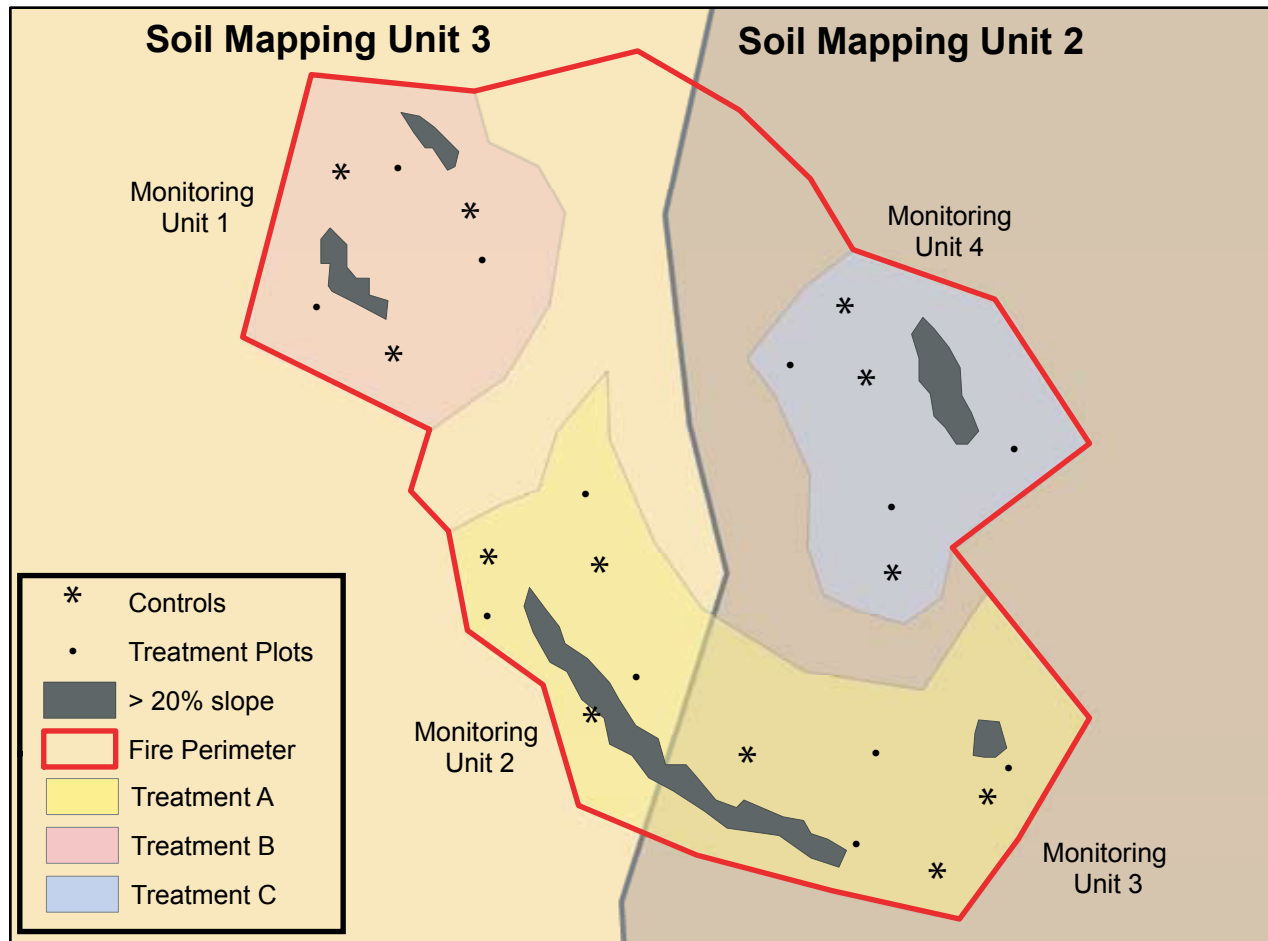 Soil Mapping Unit 3
Soil Mapping Unit 2
Monitoring
Unit 1
Monitoring
Unit 4
Monitoring
Unit 2
Monitoring
Unit 3
* Controls
• Treatment Plots
> 20% slope
Fire Perimeter
Treatment A
Treatment B
Treatment C